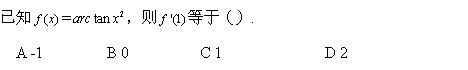 已知 f (x) = arc tan x²，则 f '(1) 等于（）.
A -1 B 0 C 1 D 2